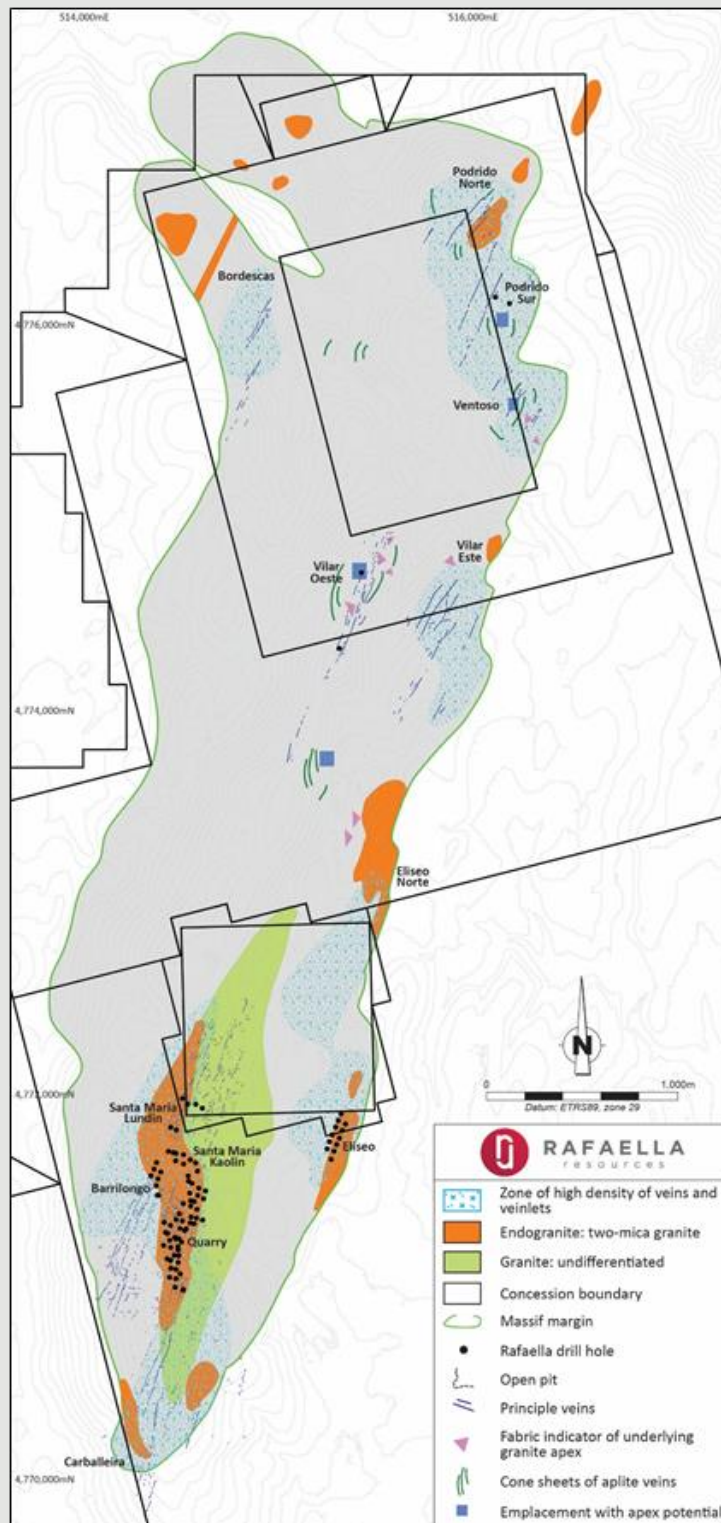 514,000mE
516,000mE
Podrido
Norte
Bordescas
Podrido
Sur
4,776,000mN
Ventoso
Vilar
Este
Vilar
Oeste
4,774,000mN
Eliseo
Norte
N
0
1,000m
Datum: ETRS89, zone 29
Santa Maria
Lundin
Santa Maria
Kaolin
Eliseo
Barrilongo
Quarry
RAFAELLA
resources
Zone of high density of veins and
veinlets
Endogranite: two-mica granite
Granite: undifferentiated
Concession boundary
Massif margin
Rafaella drill hole
Open pit
Principle veins
Fabric indicator of underlying
granite apex
Cone sheets of aplite veins
Emplacement with apex potential
Carballeira
4,770,000mN